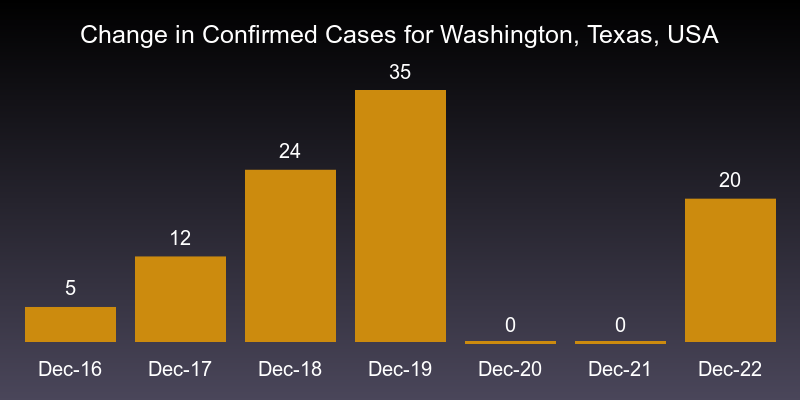 Change in Confirmed Cases for Washington, Texas, USA
35
24
20
12
5
0
0
Dec-16
Dec-17
Dec-18
Dec-19
Dec-20
Dec-21
Dec-22